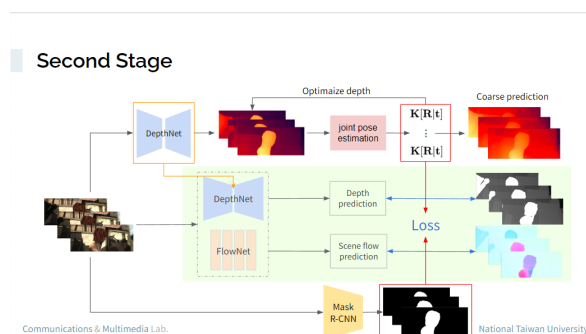 Second Stage
Optimaize depth
Coarse prediction
DepthNet
joint pose
estimation
K[R|t]
⋮
K[R|t]
DepthNet
Depth
prediction
Loss
FlowNet
Scene flow
prediction
Mask
R-CNN
Communications & Multimedia Lab.
National Taiwan University